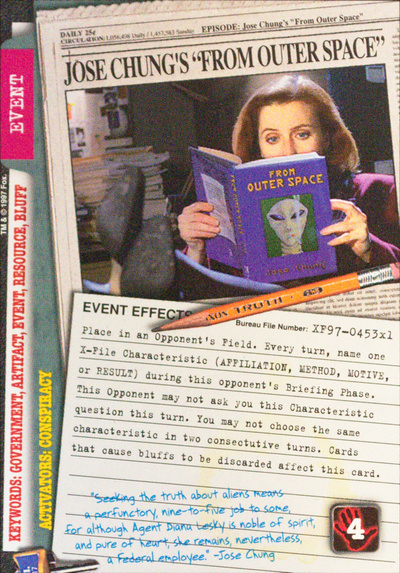 DAILY 25¢
EPISODE: Jose Chung's "From Outer Space"
CIRCULATION: 1,056,458 Daily / 1,457,583 Sunday
JOSE CHUNG'S "FROM OUTER SPACE"
EVENT
TM & © 1997 Fox.
KEYWORDS: GOVERNMENT, ARTIFACT, EVENT, RESOURCE, BLUFF
ACTIVATORS: CONSPIRACY
FROM
OUTER SPACE
Jose Chung
EVENT EFFECTS
TRUTH
Bureau File Number: XF97-0453x1
Place in an Opponent's Field. Every turn, name one
X-File Characteristic (AFFILIATION, METHOD, MOTIVE,
or RESULT) during this opponent's Briefing Phase.
This Opponent may not ask you this Characteristic
question this turn. You may not choose the same
characteristic in two consecutive turns. Cards
that cause bluffs to be discarded affect this card.
"Seeking the truth about aliens means
a perfunctory, nine-to-five job to some,
for although Agent Diana Lesky is noble of spirit,
and pure of heart, she remains, nevertheless,
a federal employee." -Jose Chung
4